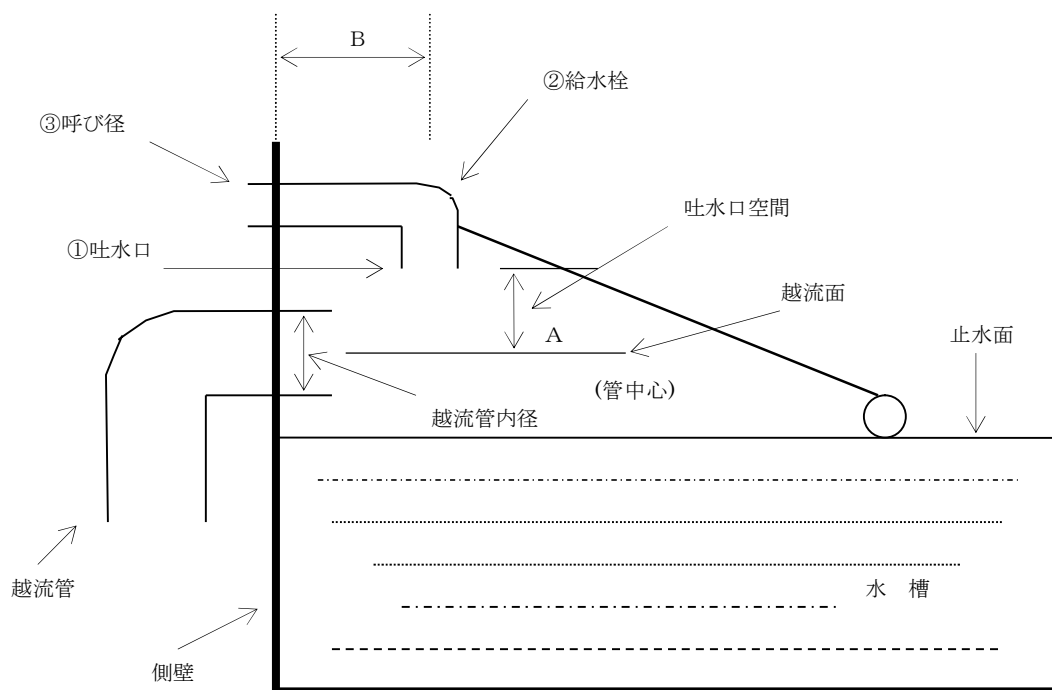 B
②給水栓
③呼び径
吐水口空間
①吐水口
越流面
A
止水面
(管中心)
越流管内径
越流管
水 槽
側壁